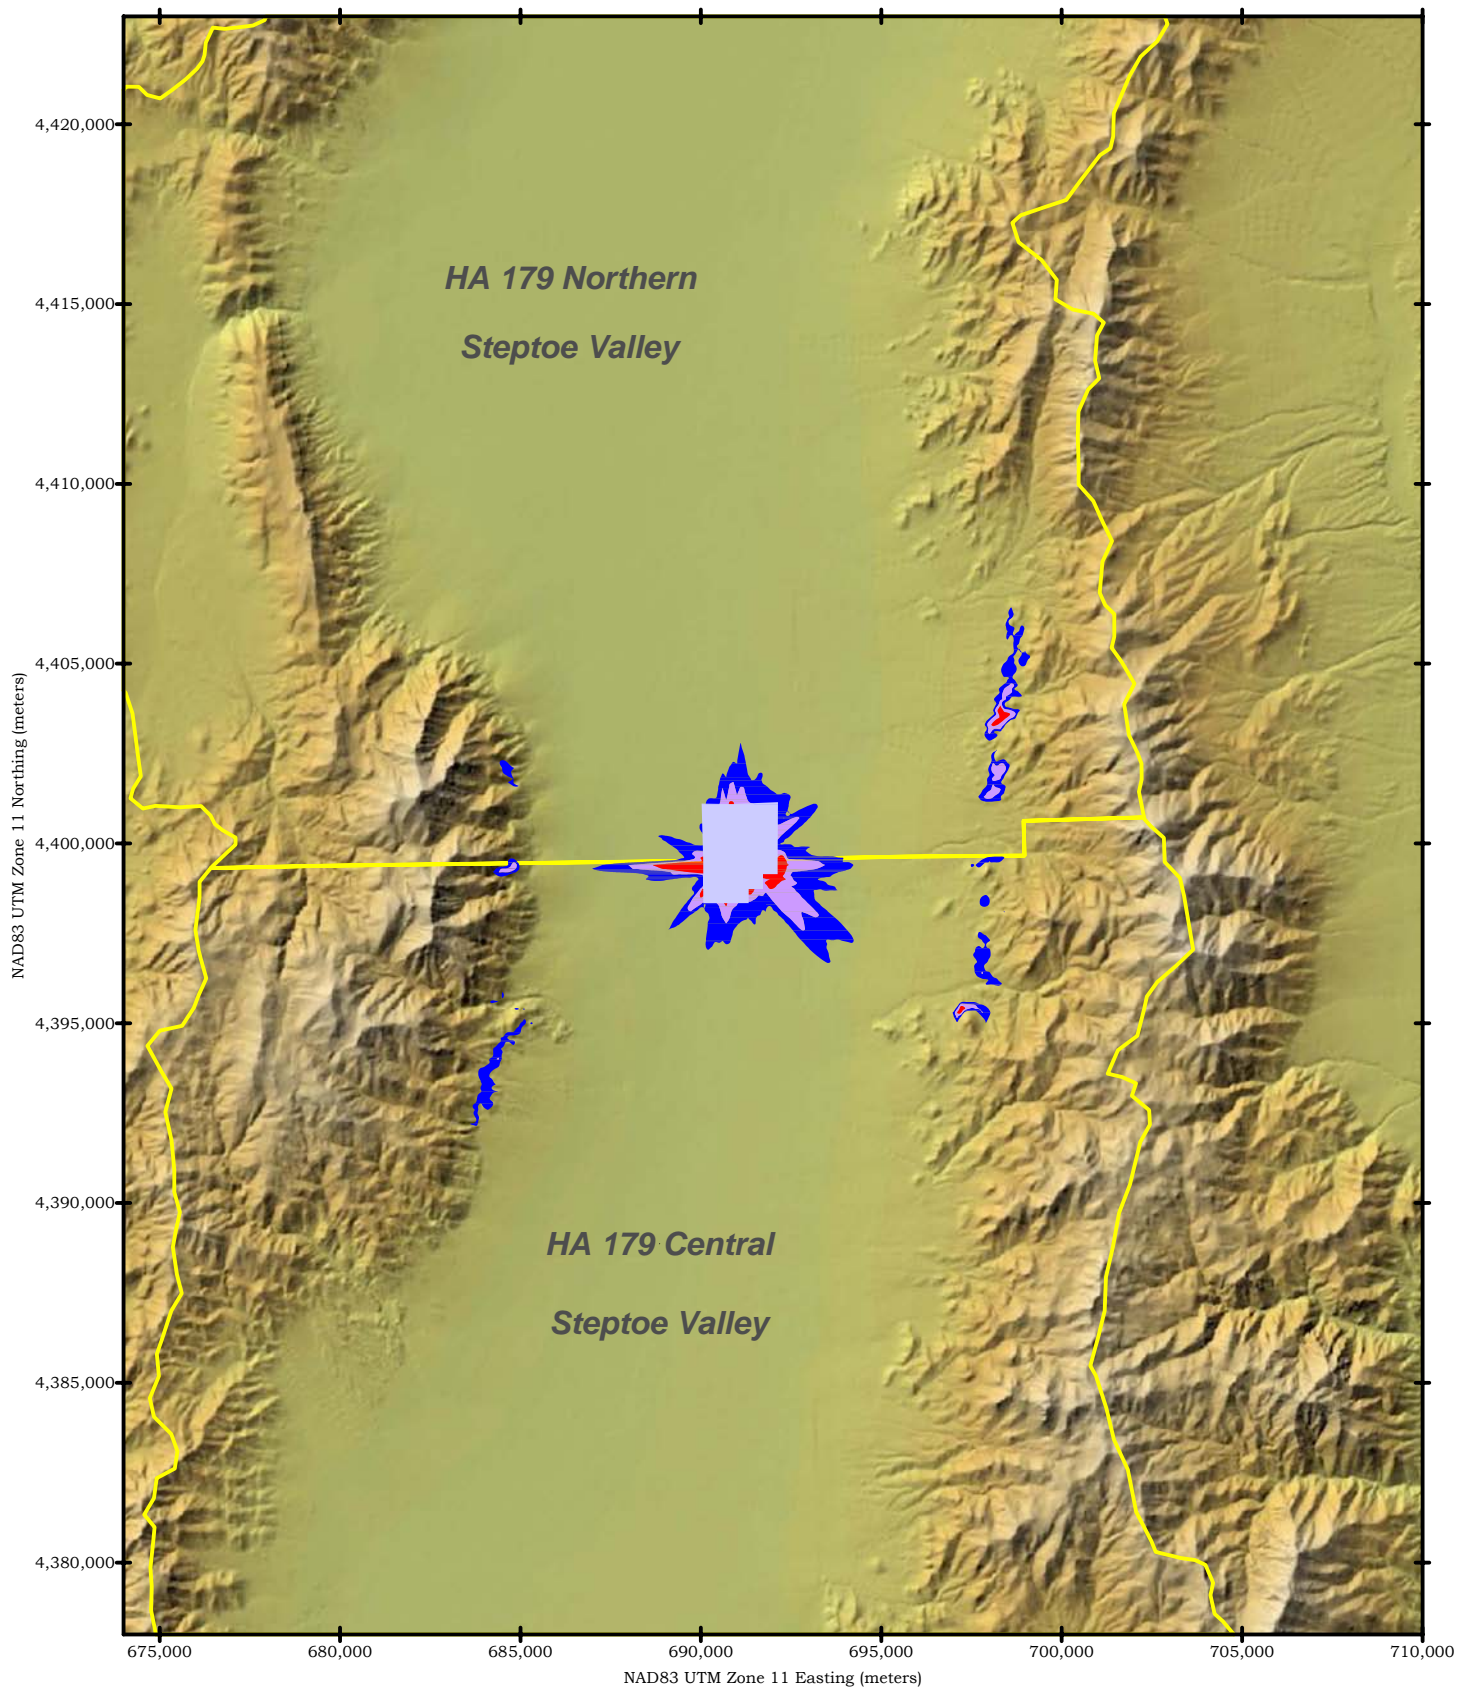 4,420,000
HA 179 Northern
4,415,000
Steptoe Valley
4,410,000
4,405,000
NAD83 UTM Zone 11 Northing (meters)
4,400,000
4,395,000
4,390,000
HA 179 Central
Steptoe Valley
4,385,000
4,380,000
675,000 680,000 685,000 690,000 695,000 700,000 705,000 710,000
NAD83 UTM Zone 11 Easting (meters)